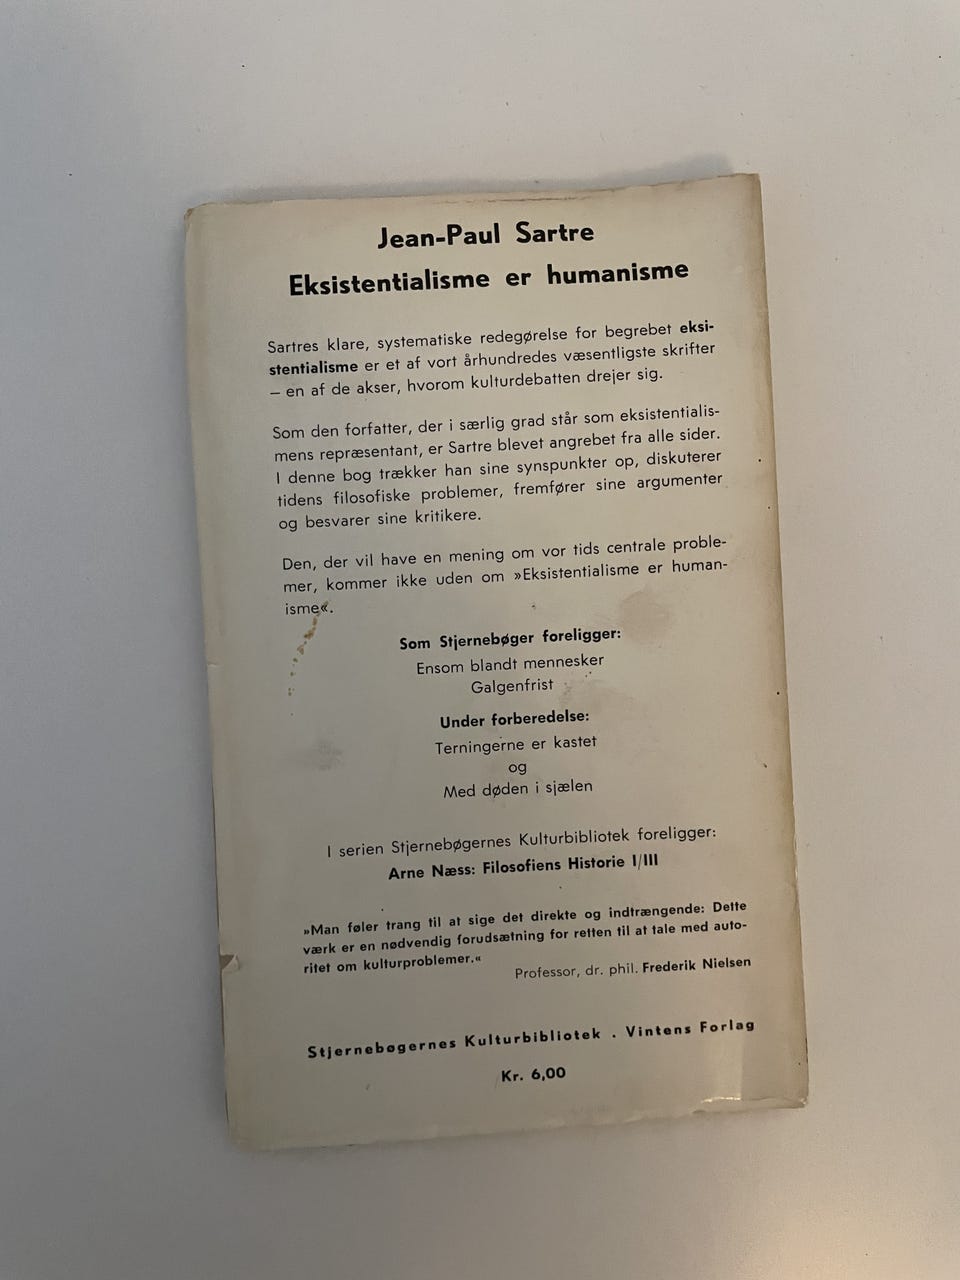 Jean-Paul Sartre
Eksistentialisme er humanisme
Sartres klare, systematiske redegørelse for begrebet eksi-
stentialisme er et af vort århundredes væsentligste skrifter
– en af de akser, hvorom kulturdebatten drejer sig.
Som den forfatter, der i særlig grad står som eksistentialis-
mens repræsentant, er Sartre blevet angrebet fra alle sider.
I denne bog trækker han sine synspunkter op, diskuterer
tidens filosofiske problemer, fremfører sine argumenter
og besvarer sine kritikere.
Den, der vil have en mening om vor tids centrale proble-
mer, kommer ikke uden om »Eksistentialisme er human-
isme«.
Som Stjernebøger foreligger:
Ensom blandt mennesker
Galgenfrist
Under forberedelse:
Terningerne er kastet
og
Med døden i sjælen
I serien Stjernebøgernes Kulturbibliotek foreligger:
Arne Næss: Filosofiens Historie I/III
»Man føler trang til at sige det direkte og indtrængende: Dette
værk er en nødvendig forudsætning for retten til at tale med auto-
ritet om kulturproblemer.«
Professor, dr. phil. Frederik Nielsen
Stjernebøgernes Kulturbibliotek . Vintens Forlag
Kr. 6,00